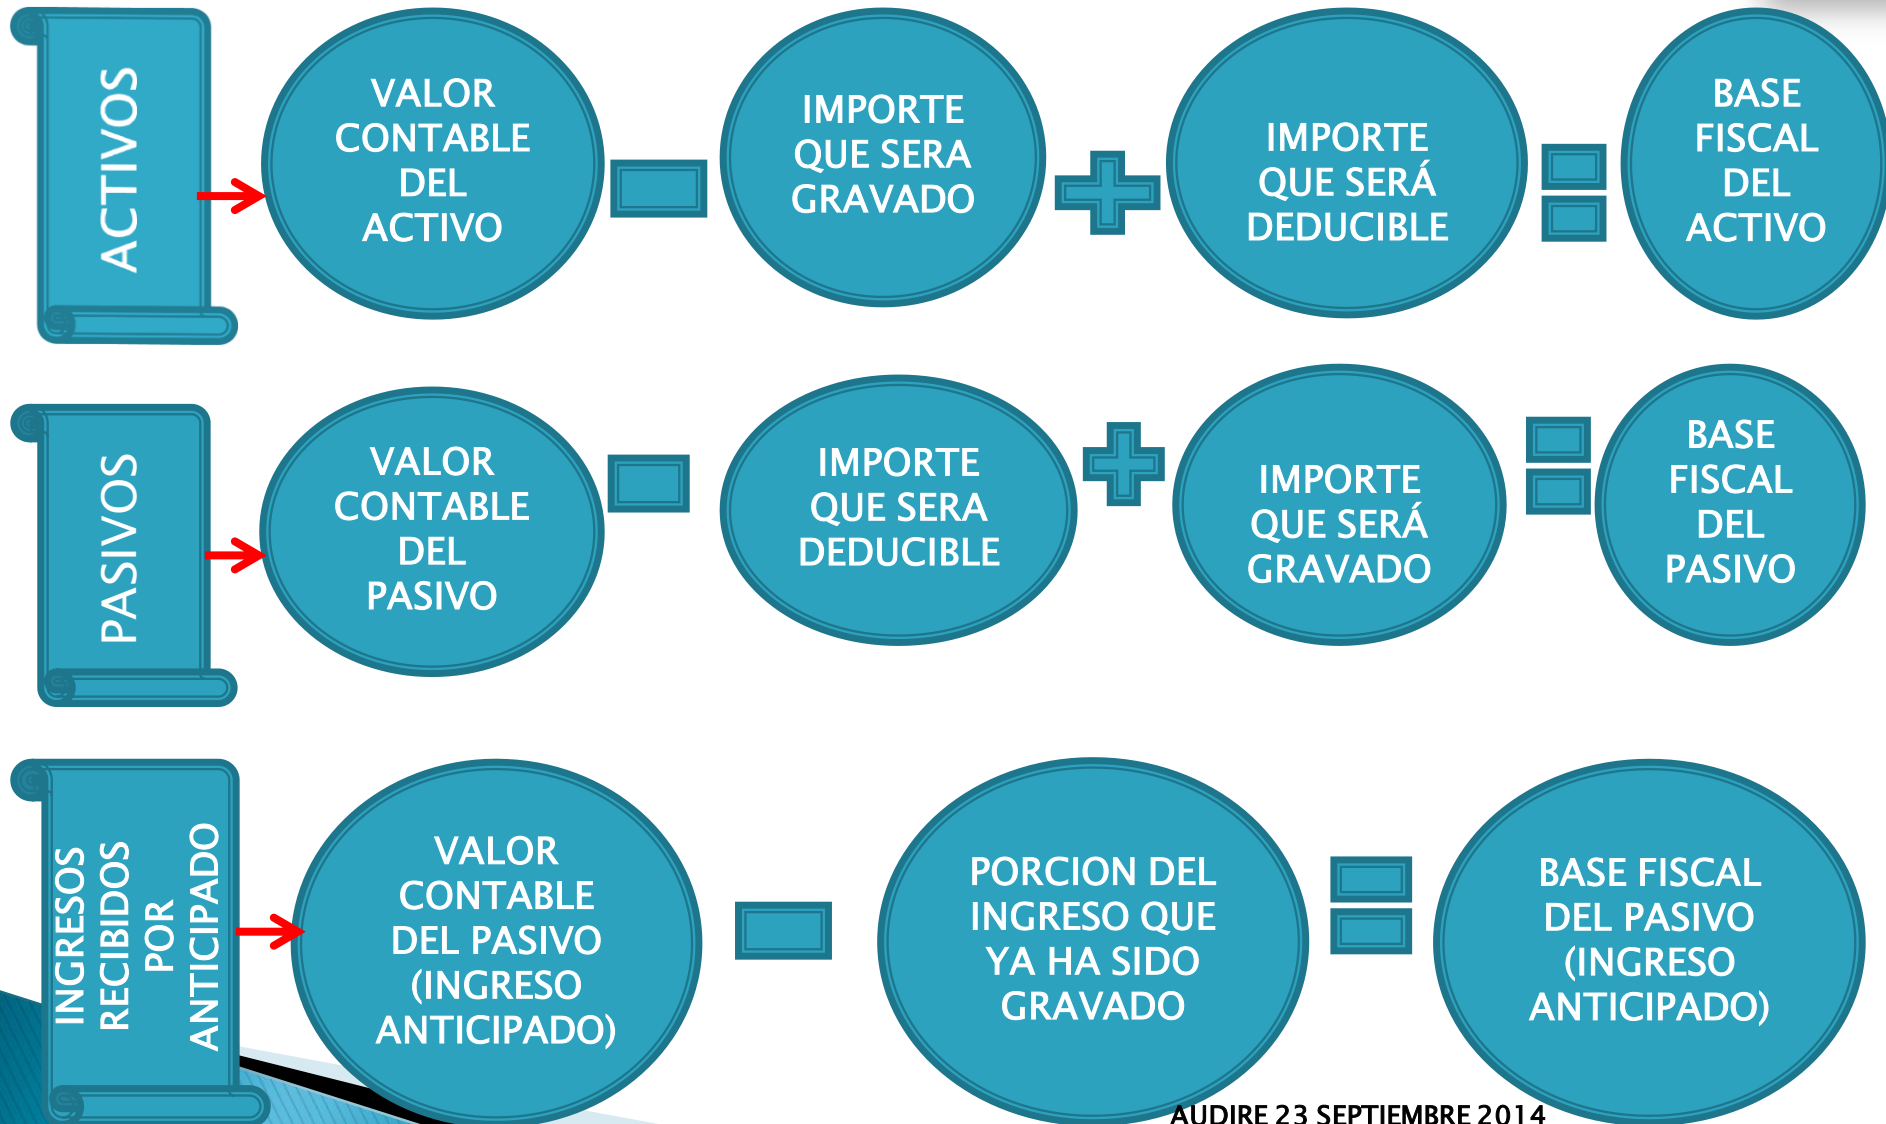 ACTIVOS
VALOR
CONTABLE
DEL
ACTIVO
IMPORTE
QUE SERA
GRAVADO
IMPORTE
QUE SERÁ
DEDUCIBLE
BASE
FISCAL
DEL
ACTIVO
PASIVOS
VALOR
CONTABLE
DEL
PASIVO
IMPORTE
QUE SERA
DEDUCIBLE
IMPORTE
QUE SERÁ
GRAVADO
BASE
FISCAL
DEL
PASIVO
INGRESOS
RECIBIDOS
POR
ANTICIPADO
VALOR
CONTABLE
DEL PASIVO
(INGRESO
ANTICIPADO)
PORCION DEL
INGRESO QUE
YA HA SIDO
GRAVADO
BASE FISCAL
DEL PASIVO
(INGRESO
ANTICIPADO)
AUDIRE 23 SEPTIEMBRE 2014